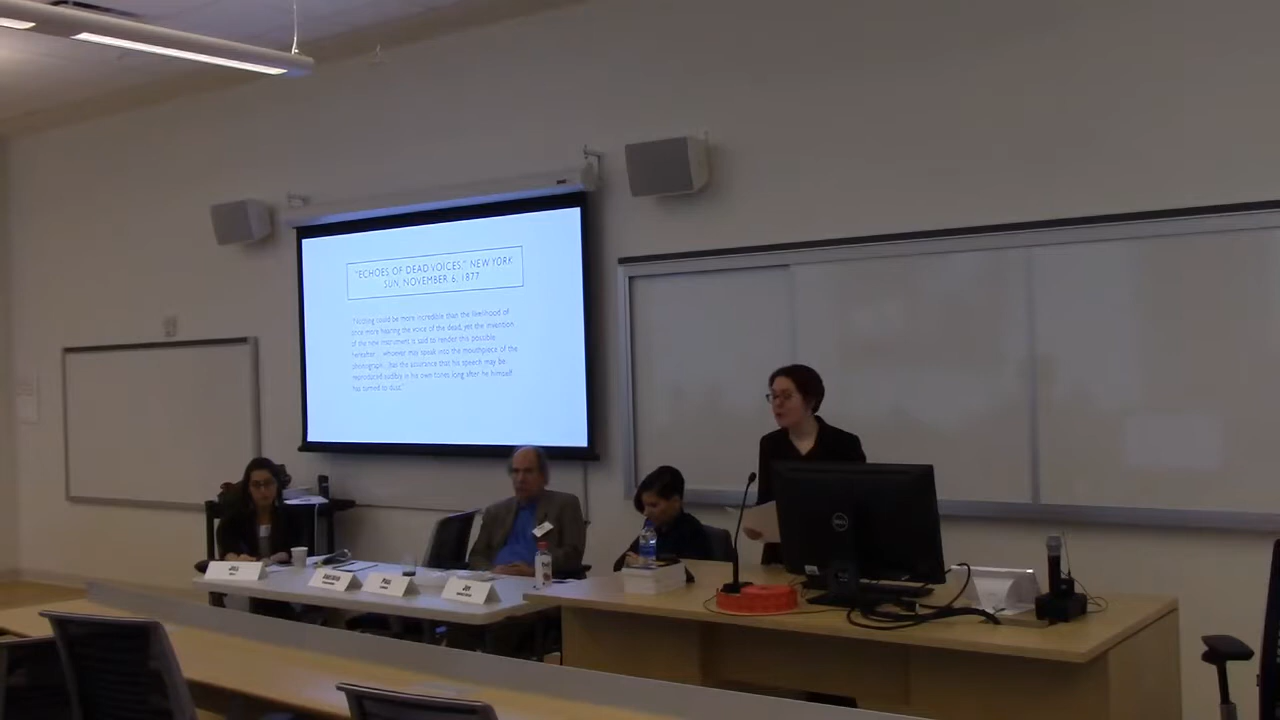 "ECHOES OF DEAD VOICES," NEW YORK
SUN, NOVEMBER 6, 1877
"Nothing could be more incredible than the likelihood of
once more hearing the voice of the dead, yet the invention
of the new instrument is said to render this possible
hereafter... whoever may speak into the mouthpiece of the
phonograph...has the assurance that his speech may be
reproduced audibly in his own tones long after he himself
has turned to dust."
Paul
Jen
DELL